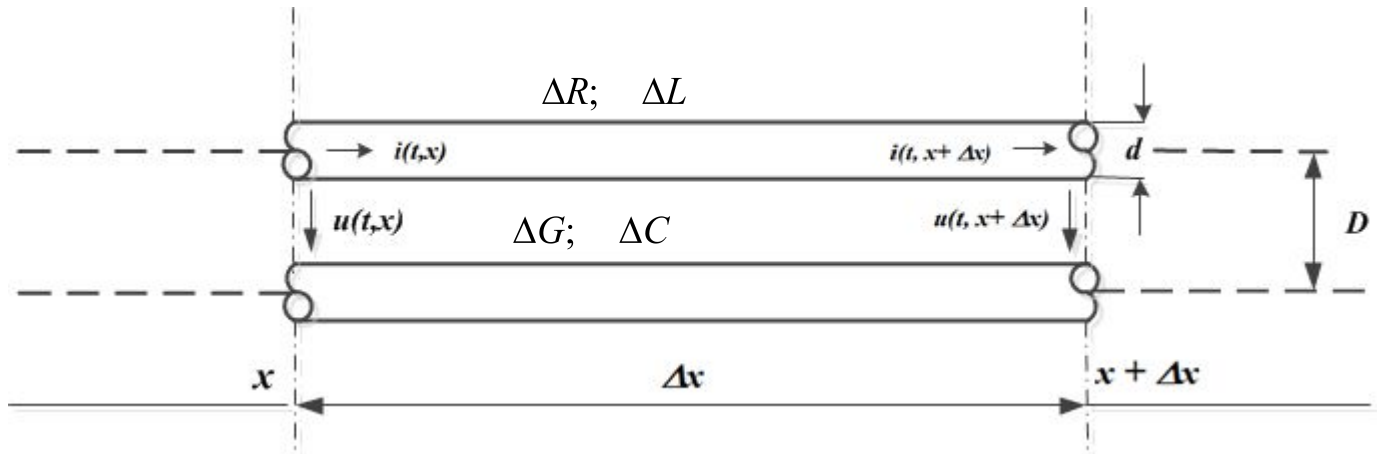 ΔR; ΔL
i(t,x) i(t, x+ Δx) d
u(t,x) ΔG; ΔC u(t, x+ Δx) D
x Δx x + Δx